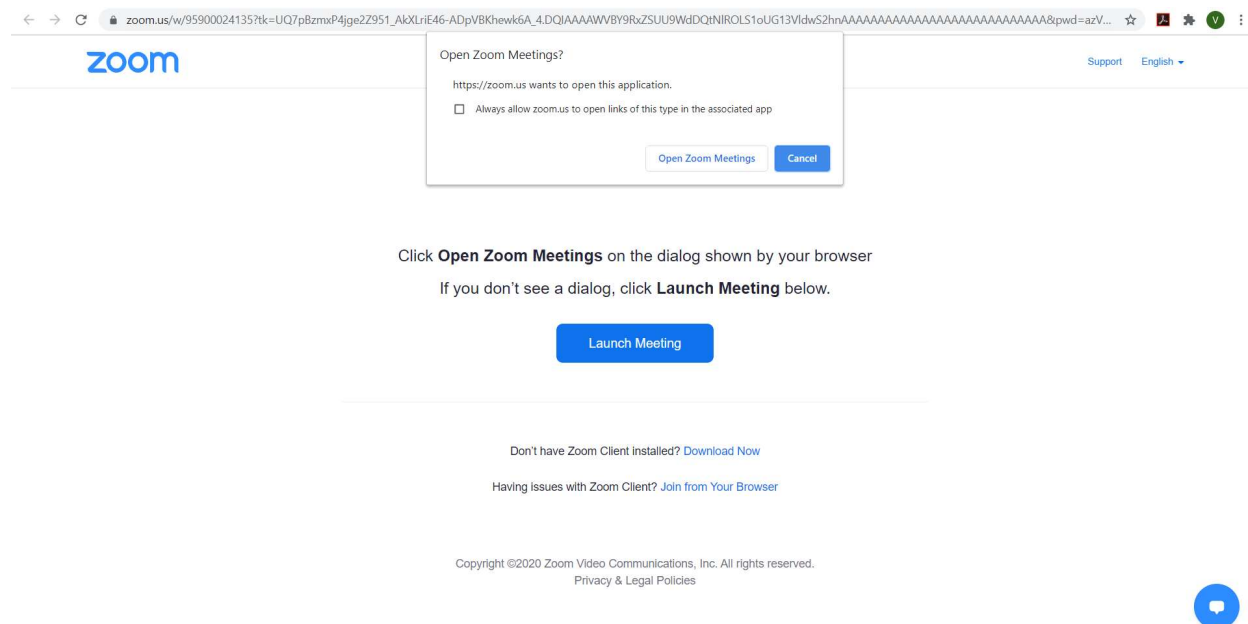 zoom.us/w/95900024135?tk=UQ7pBzmxP4jge2Z951_AkXLriE46-ADpVBKhewk6A_4.DQIAAAAWVBY9RxZSUU9WdDQtNlROLS1oUG13VldwS2hnAAAAAAAAAAAAAAAAAAAAAAAAAAAA&pwd=azV...
V
zoom
Support English
Open Zoom Meetings?
https://zoom.us wants to open this application.
Always allow zoom.us to open links of this type in the associated app
Open Zoom Meetings Cancel
Click Open Zoom Meetings on the dialog shown by your browser
If you don't see a dialog, click Launch Meeting below.
Launch Meeting
Don't have Zoom Client installed? Download Now
Having issues with Zoom Client? Join from Your Browser
Copyright ©2020 Zoom Video Communications, Inc. All rights reserved.
Privacy & Legal Policies